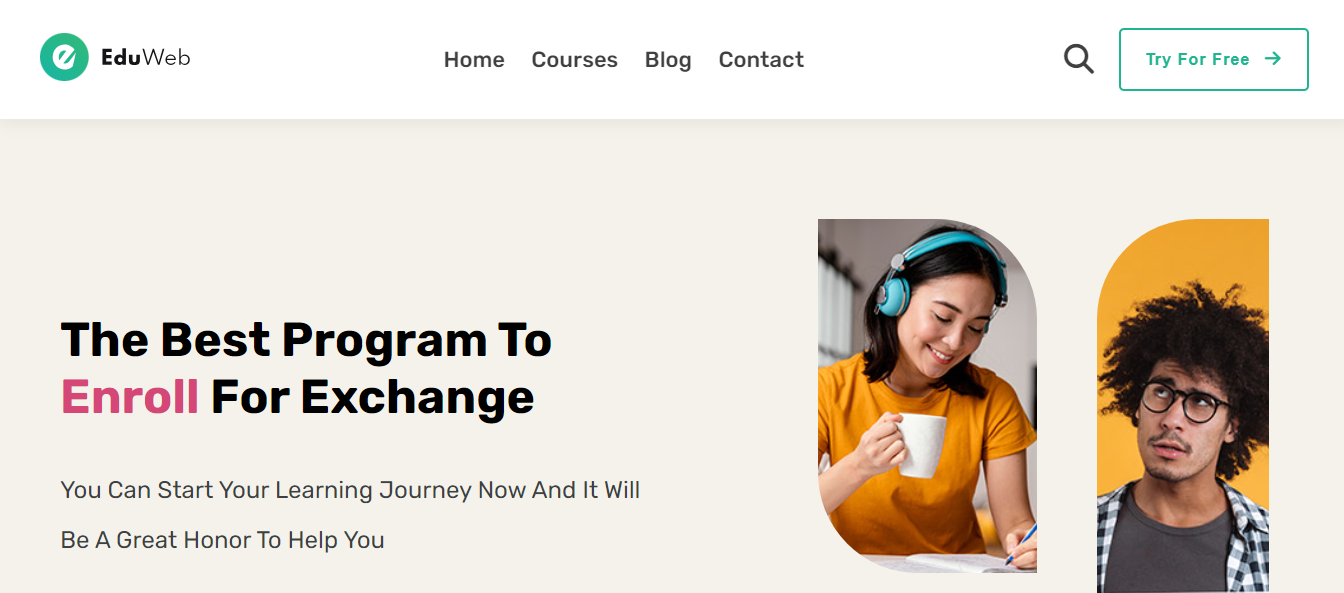 EduWeb
Home Courses Blog Contact
Try For Free
The Best Program To
Enroll For Exchange
You Can Start Your Learning Journey Now And It Will
Be A Great Honor To Help You